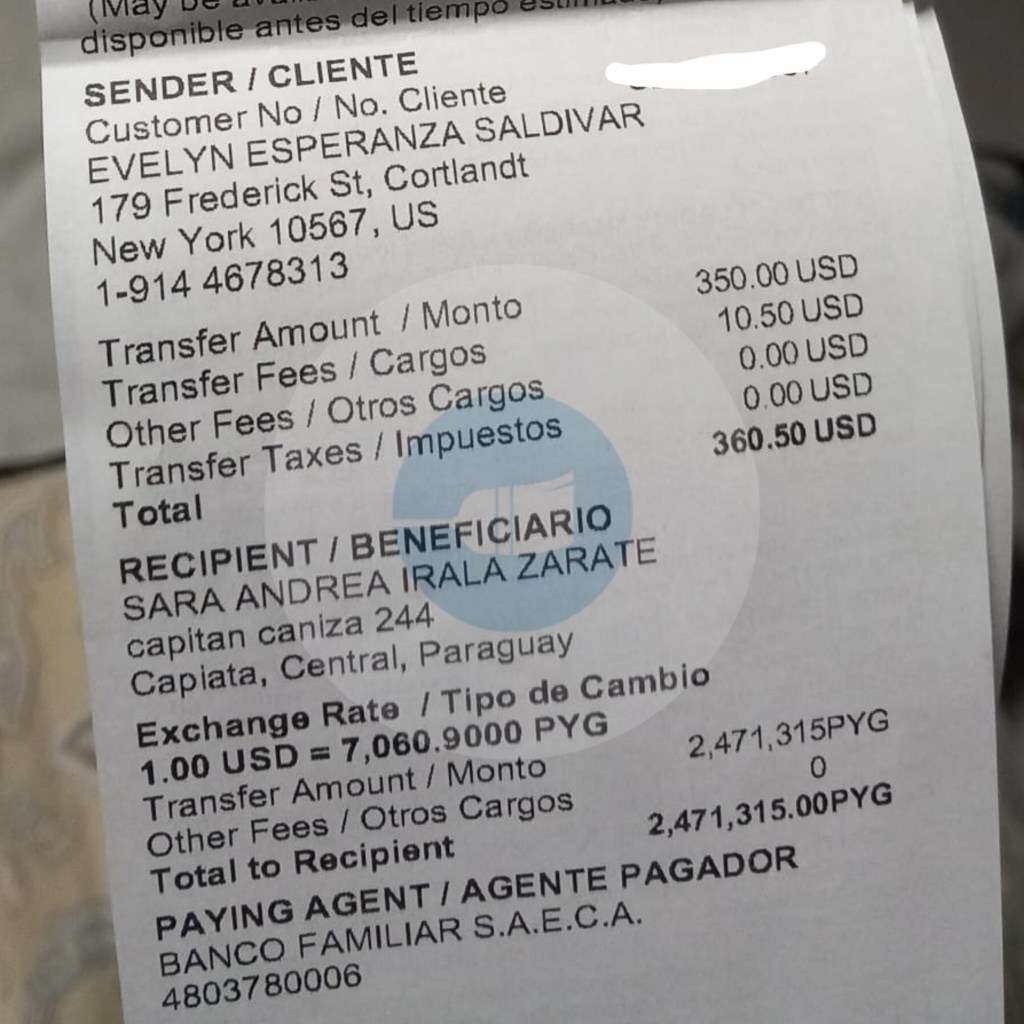 (May be
disponible antes del tiempo estimado)
SENDER / CLIENTE
Customer No / No. Cliente
EVELYN ESPERANZA SALDIVAR
179 Frederick St, Cortlandt
New York 10567, US
1-914 4678313
Transfer Amount / Monto 350.00 USD
Transfer Fees / Cargos 10.50 USD
Other Fees / Otros Cargos 0.00 USD
Transfer Taxes / Impuestos 0.00 USD
Total 360.50 USD
RECIPIENT / BENEFICIARIO
SARA ANDREA IRALA ZARATE
capitan caniza 244
Capiata, Central, Paraguay
Exchange Rate / Tipo de Cambio
1.00 USD = 7,060.9000 PYG
Transfer Amount / Monto 2,471,315PYG
Other Fees / Otros Cargos 0
Total to Recipient 2,471,315.00PYG
PAYING AGENT / AGENTE PAGADOR
BANCO FAMILIAR S.A.E.C.A.
4803780006